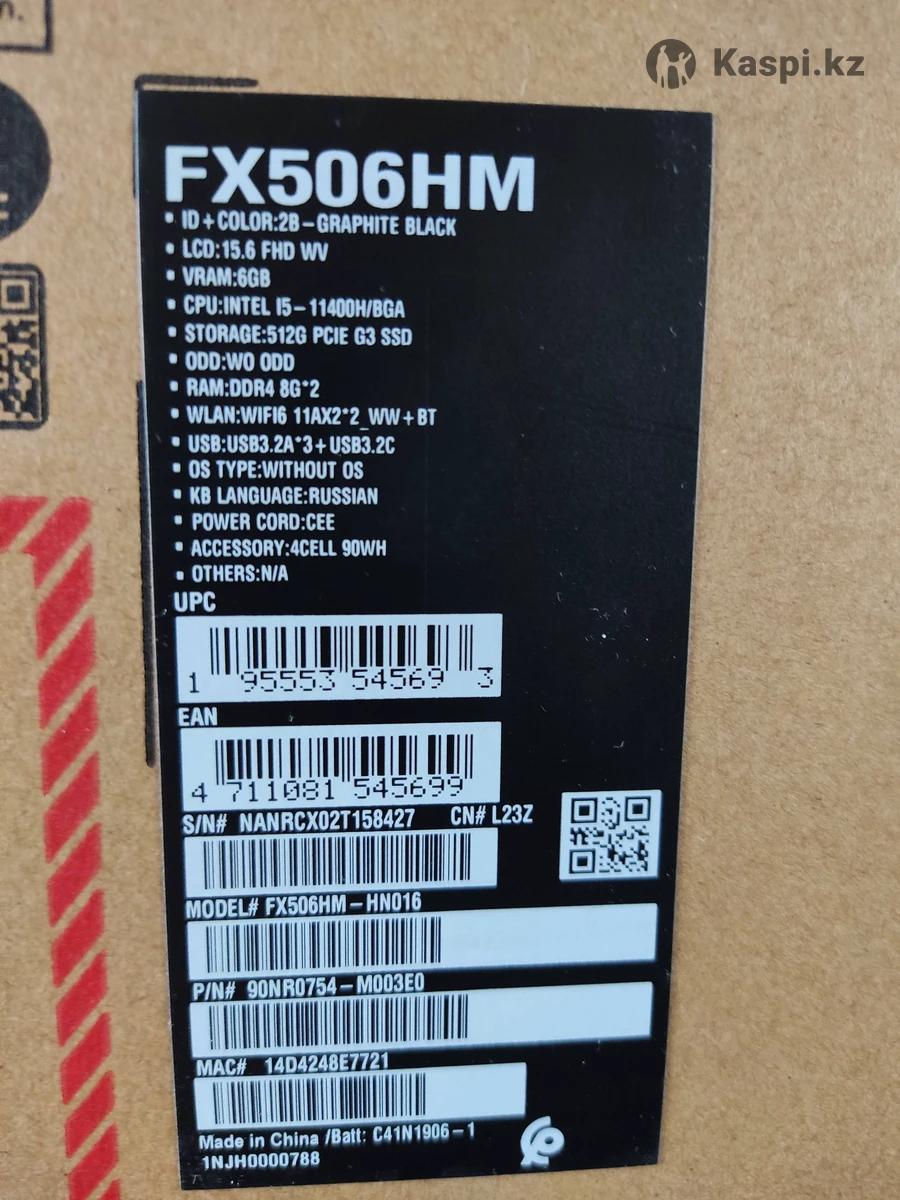 Kaspi.kz
FX506HM
• ID+COLOR:2B-GRAPHITE BLACK
• LCD:15.6 FHD WV
• VRAM:6GB
• CPU:INTEL I5-11400H/BGA
• STORAGE:512G PCIE G3 SSD
• ODD:WO ODD
• RAM:DDR4 8G*2
• WLAN:WIFI6 11AX2*2_WW+BT
• USB:USB3.2A*3+USB3.2C
• OS TYPE:WITHOUT OS
• KB LANGUAGE:RUSSIAN
• POWER CORD:CEE
• ACCESSORY:4CELL 90WH
• OTHERS:N/A
UPC
1 95553 54569 3
EAN
4 711081 545699
S/N# NANRCX02T158427 CN# L23Z
MODEL# FX506HM-HN016
P/N# 90NR0754-M003E0
MAC# 14D4248E7721
Made in China /Batt: C41N1906-1
1NJH0000788